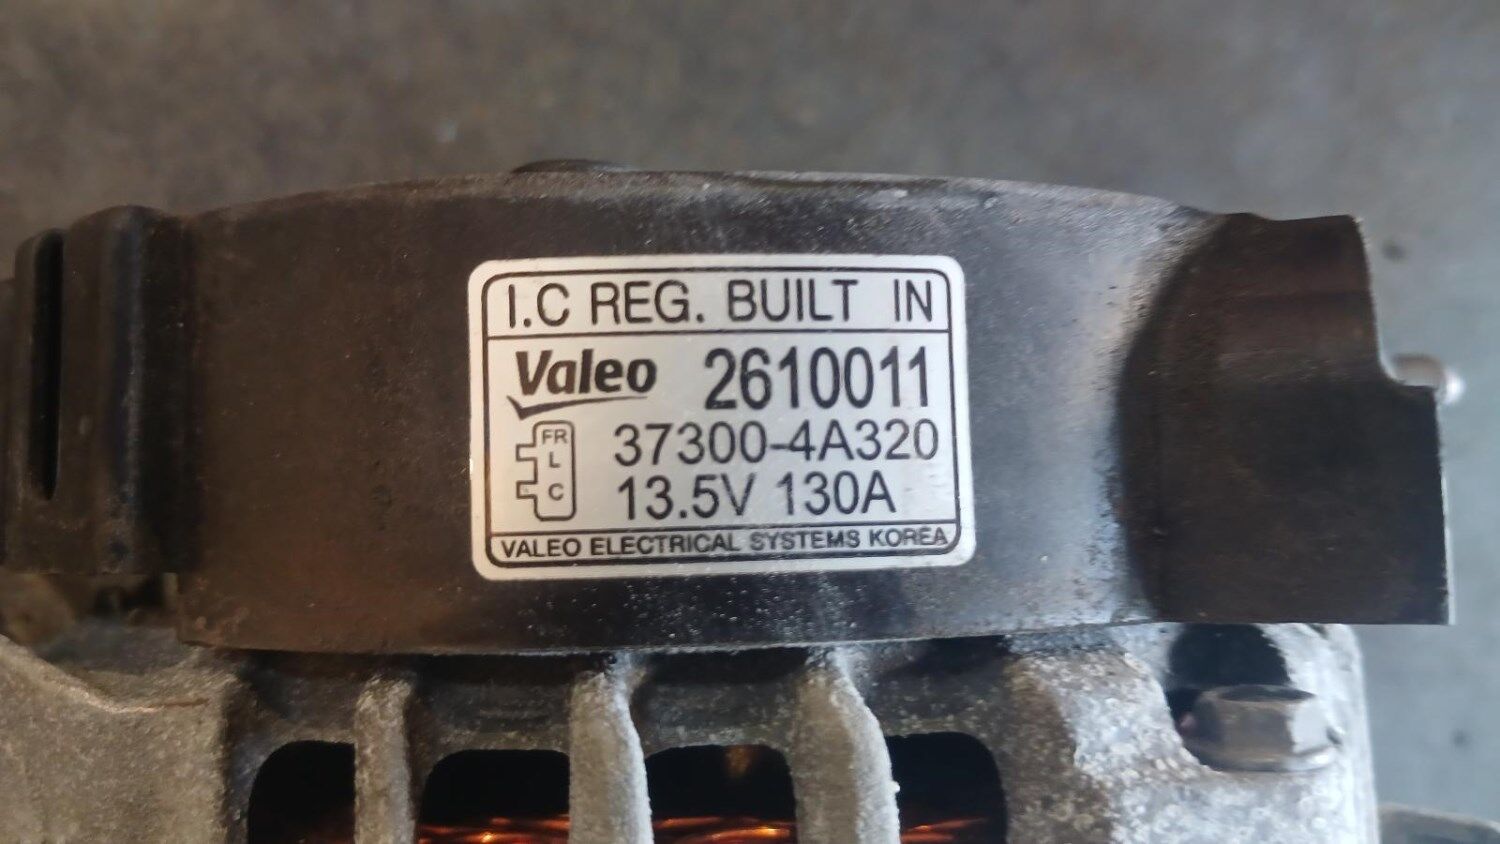 I.C REG. BUILT IN
Valeo 2610011
FR
L
C
37300-4A320
13.5V 130A
VALEO ELECTRICAL SYSTEMS KOREA